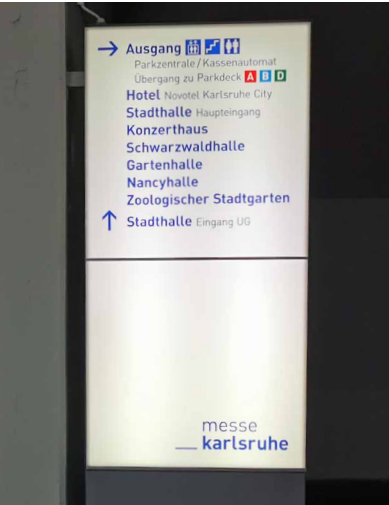 → Ausgang
Parkzentrale/Kassenautomat
Übergang zu Parkdeck A B D
Hotel Novotel Karlsruhe City
Stadthalle Haupteingang
Konzerthaus
Schwarzwaldhalle
Gartenhalle
Nancyhalle
Zoologischer Stadtgarten
↑ Stadthalle Eingang UG
messe
karlsruhe